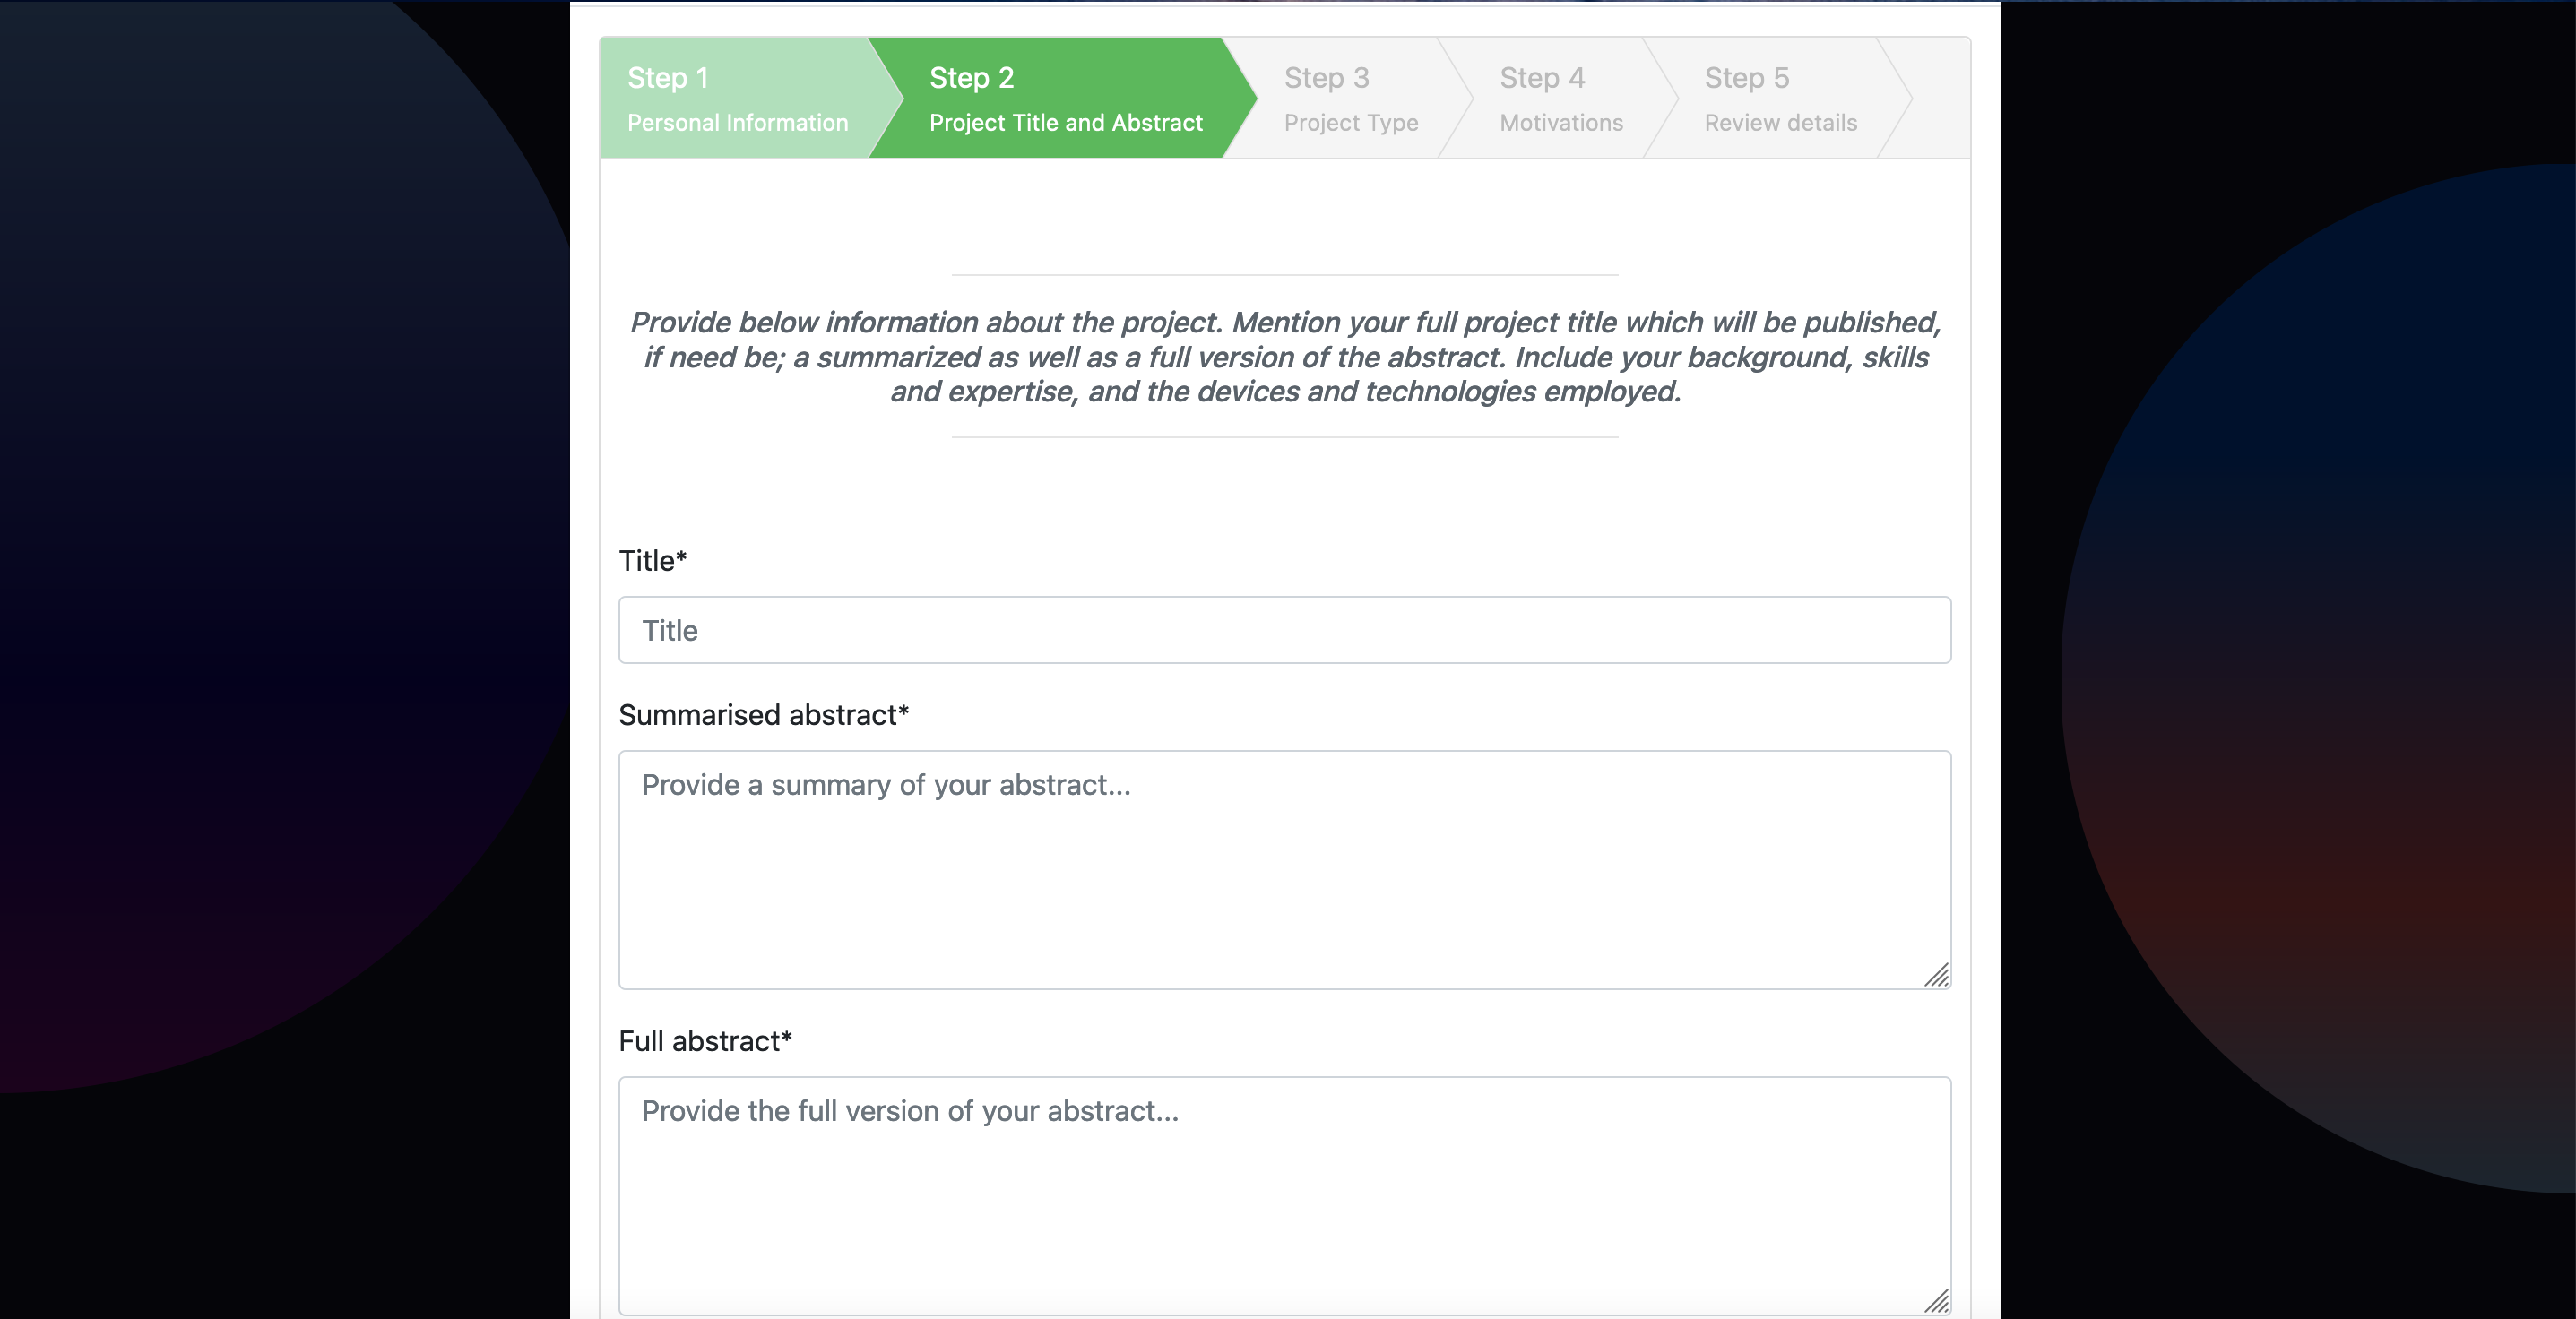 Step 1
Personal Information
Step 2
Project Title and Abstract
Step 3
Project Type
Step 4
Motivations
Step 5
Review details
Provide below information about the project. Mention your full project title which will be published,
if need be; a summarized as well as a full version of the abstract. Include your background, skills
and expertise, and the devices and technologies employed.
Title*
Title
Summarised abstract*
Provide a summary of your abstract...
Full abstract*
Provide the full version of your abstract...